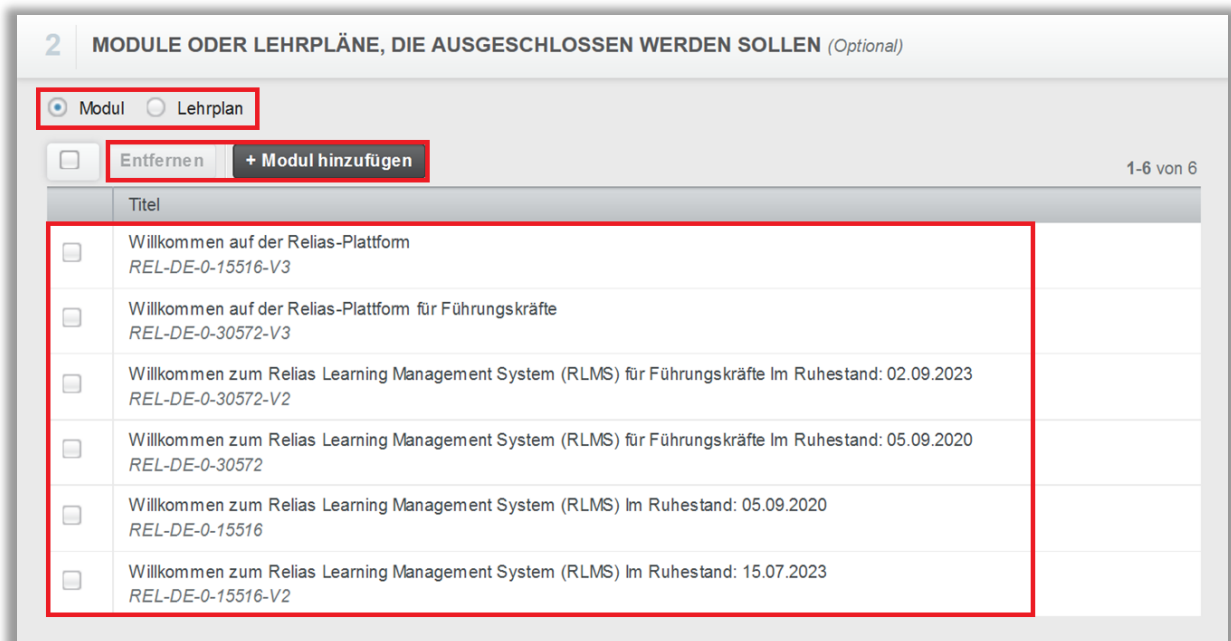 2 MODULE ODER LEHRPLÄNE, DIE AUSGESCHLOSSEN WERDEN SOLLEN (Optional)
Modul Lehrplan
Entfernen + Modul hinzufügen 1-6 von 6
Titel
Willkommen auf der Relias-Plattform
REL-DE-0-15516-V3
Willkommen auf der Relias-Plattform für Führungskräfte
REL-DE-0-30572-V3
Willkommen zum Relias Learning Management System (RLMS) für Führungskräfte Im Ruhestand: 02.09.2023
REL-DE-0-30572-V2
Willkommen zum Relias Learning Management System (RLMS) für Führungskräfte Im Ruhestand: 05.09.2020
REL-DE-0-30572
Willkommen zum Relias Learning Management System (RLMS) Im Ruhestand: 05.09.2020
REL-DE-0-15516
Willkommen zum Relias Learning Management System (RLMS) Im Ruhestand: 15.07.2023
REL-DE-0-15516-V2